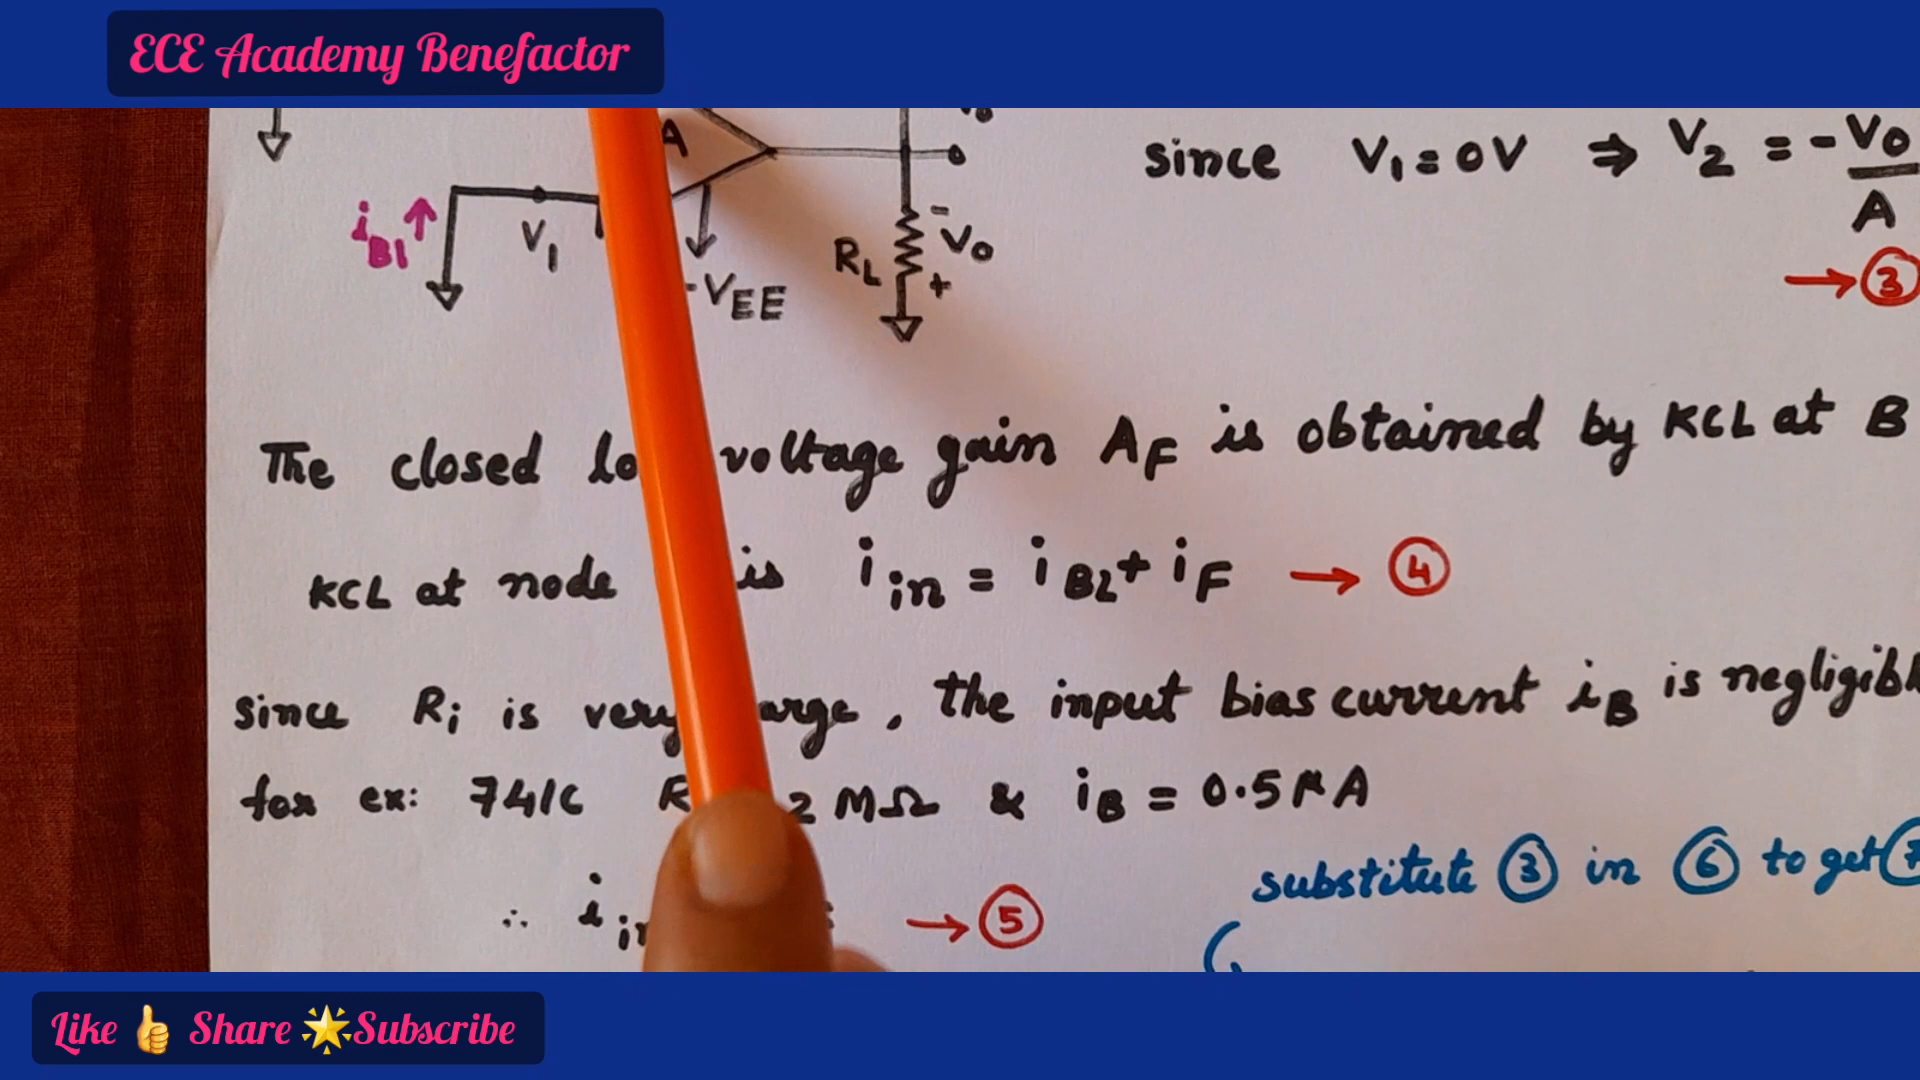 ECE Academy Benefactor
A
since V1 = 0V ⇒ V2 = -V0/A
→ ③
iB1 ↑
V1
-VEE
RL
- V0 +
The closed voltage gain AF is obtained by KCL at B
KCL at node is iin = iB2 + iF → ④
since Ri is very , the input bias current iB is
for ex: 741C 2 MΩ & iB = 0.5 μA
substitute ③ in ⑥ to get
∴ → ⑤
Like 👍 Share 🌟Subscribe